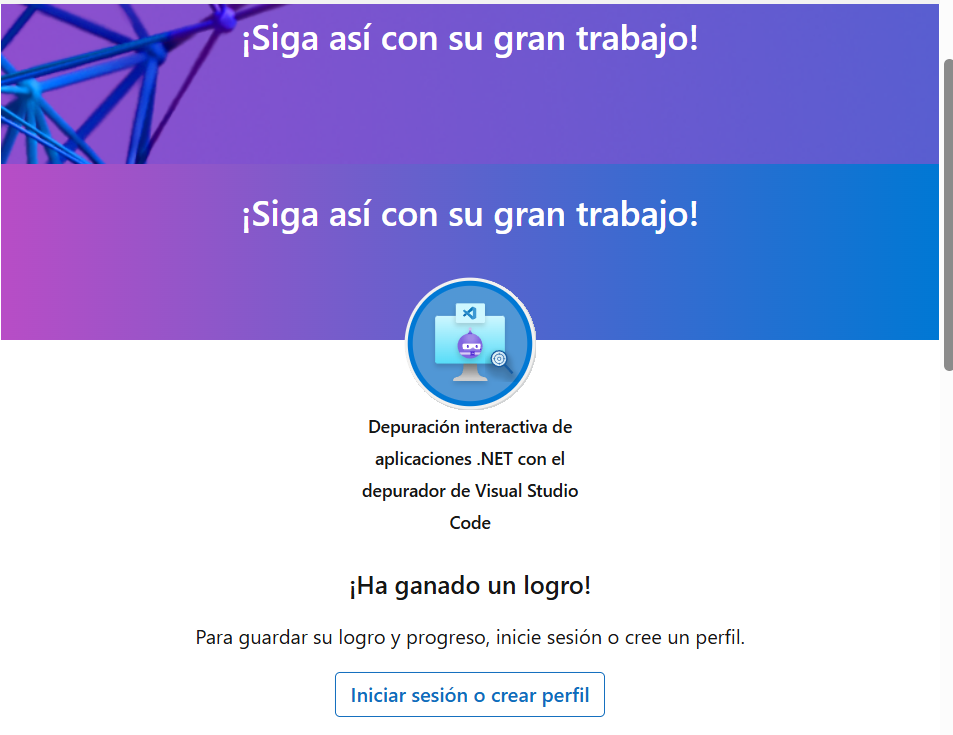 ¡Siga así con su gran trabajo!
¡Siga así con su gran trabajo!
Depuración interactiva de
aplicaciones .NET con el
depurador de Visual Studio
Code
¡Ha ganado un logro!
Para guardar su logro y progreso, inicie sesión o cree un perfil.
Iniciar sesión o crear perfil